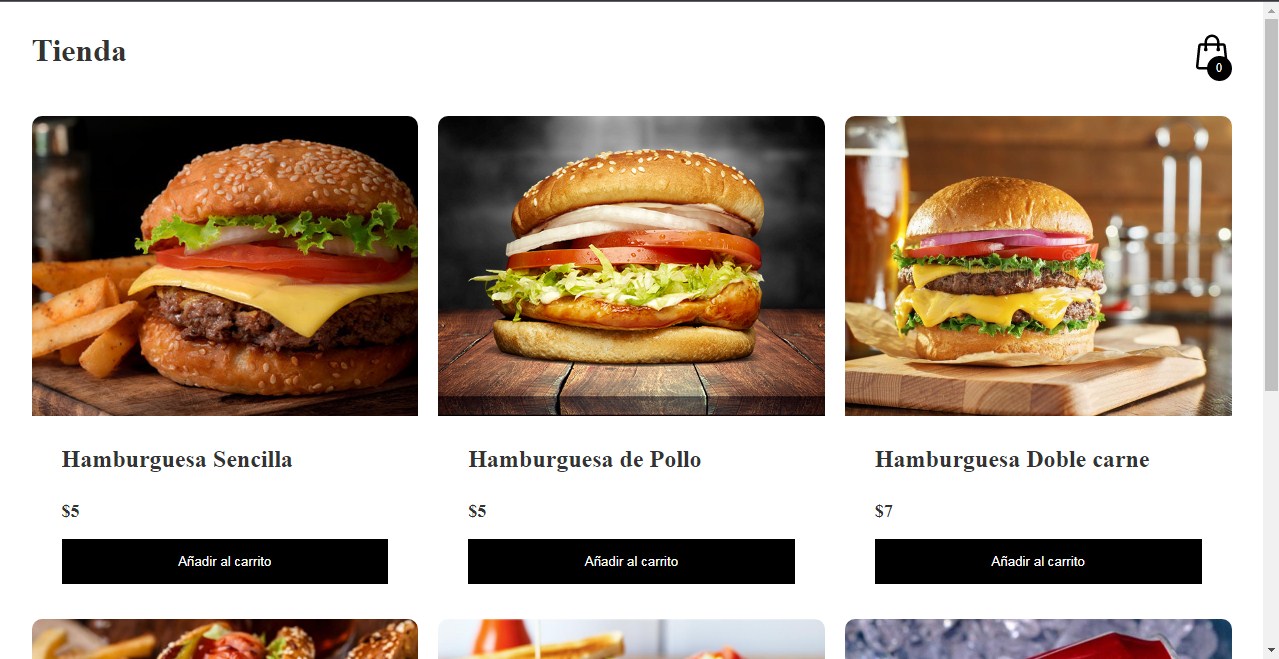 Tienda
0
Hamburguesa Sencilla
Hamburguesa de Pollo
Hamburguesa Doble carne
$5
$5
$7
Añadir al carrito
Añadir al carrito
Añadir al carrito